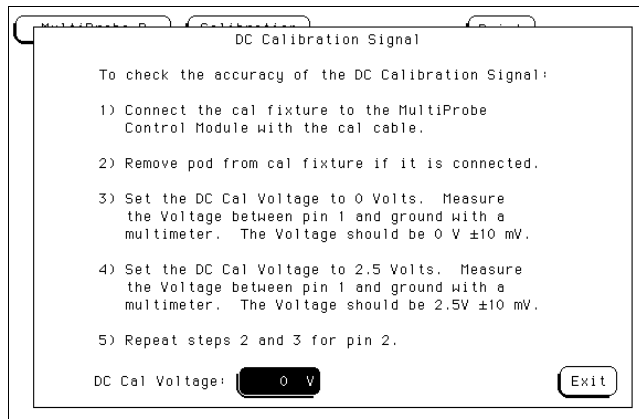 DC Calibration Signal
To check the accuracy of the DC Calibration Signal:
1) Connect the cal fixture to the MultiProbe
Control Module with the cal cable.
2) Remove pod from cal fixture if it is connected.
3) Set the DC Cal Voltage to 0 Volts. Measure
the Voltage between pin 1 and ground with a
multimeter. The Voltage should be 0 V ±10 mV.
4) Set the DC Cal Voltage to 2.5 Volts. Measure
the Voltage between pin 1 and ground with a
multimeter. The Voltage should be 2.5V ±10 mV.
5) Repeat steps 2 and 3 for pin 2.
DC Cal Voltage: 0 V
Exit